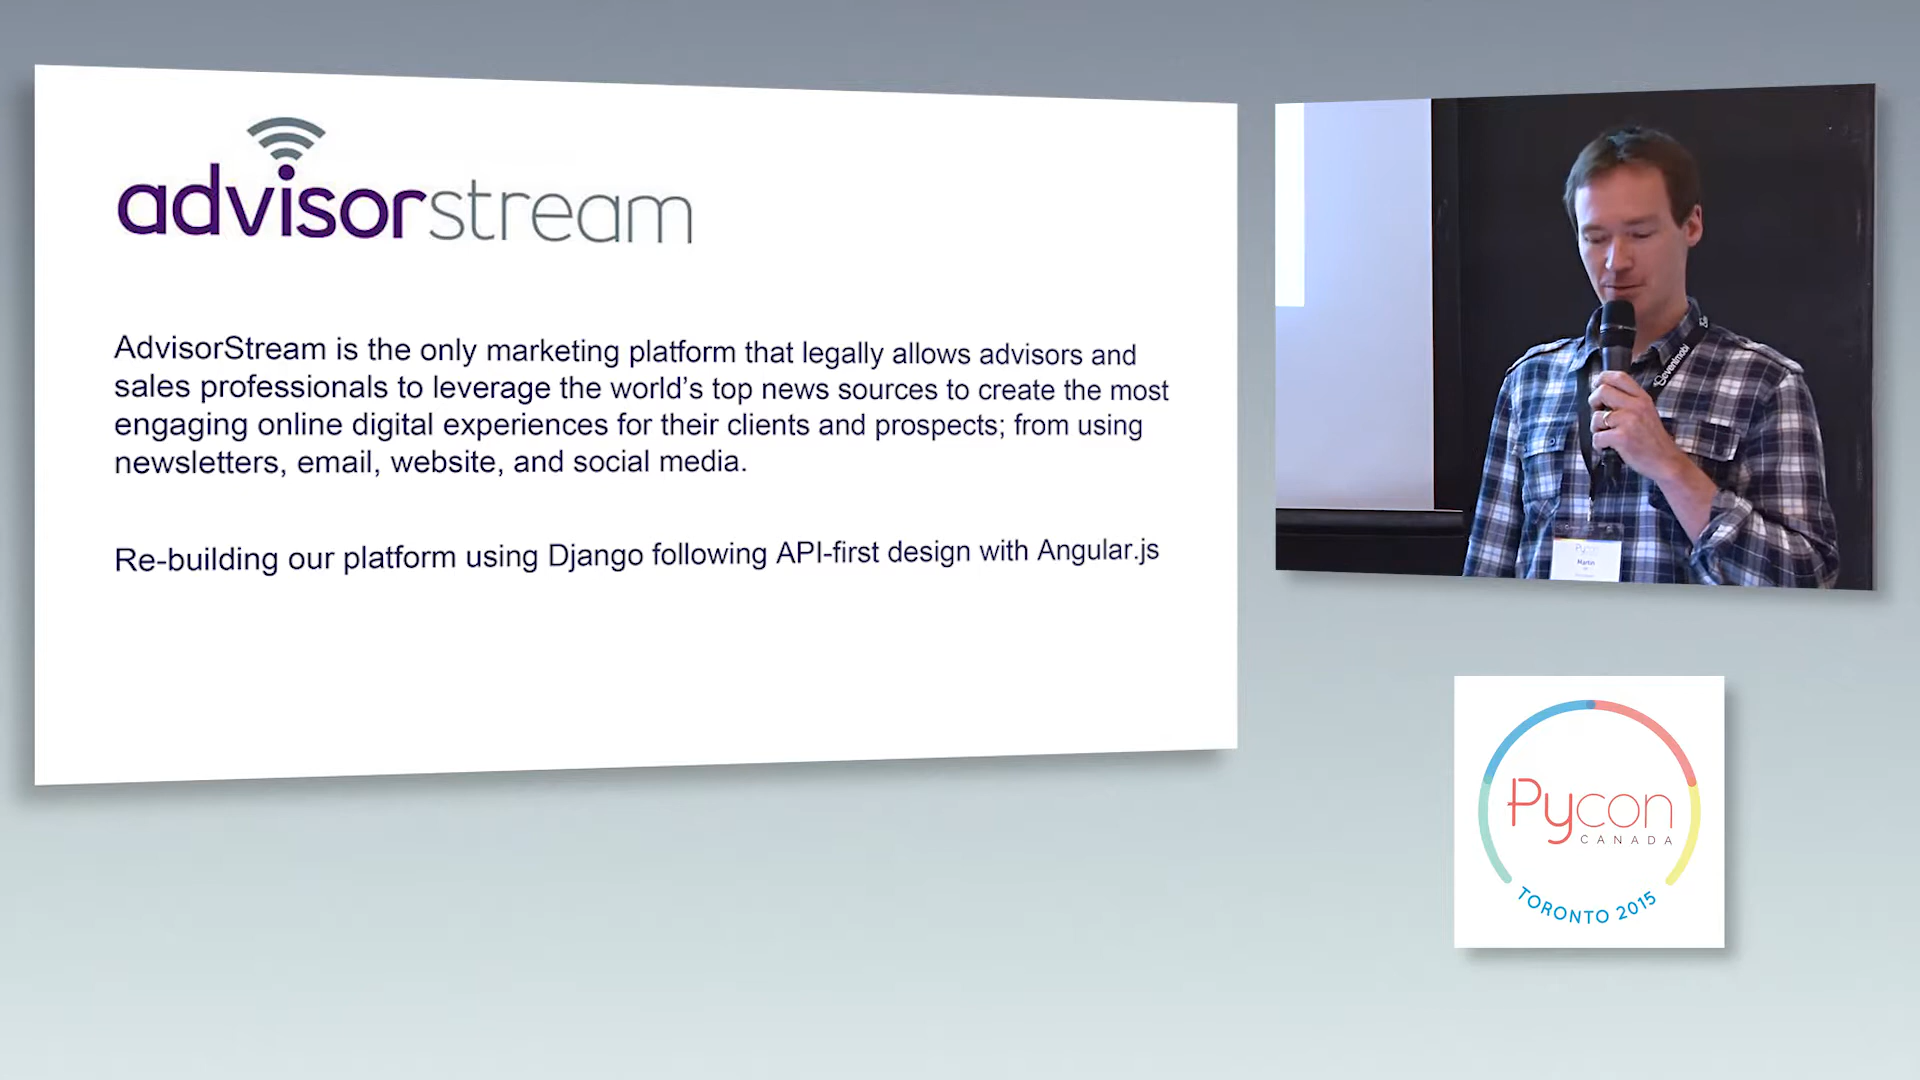 advisorstream
AdvisorStream is the only marketing platform that legally allows advisors and
sales professionals to leverage the world’s top news sources to create the most
engaging online digital experiences for their clients and prospects; from using
newsletters, email, website, and social media.
Re-building our platform using Django following API-first design with Angular.js
eventmobi
Pycon
Martin
Pycon
CANADA
TORONTO 2015